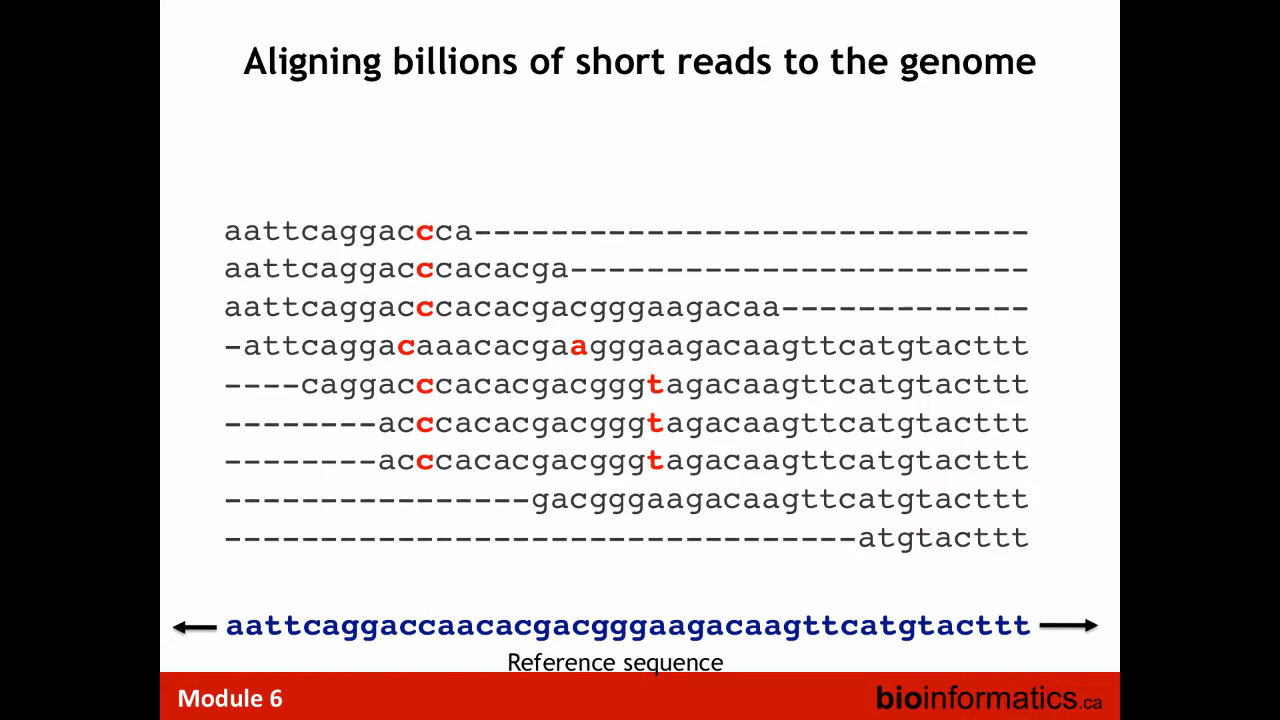 Aligning billions of short reads to the genome
aattcaggaccca-----------------------------
aattcaggacccacacga------------------------
aattcaggacccacacgacgggaagacaa-------------
-attcaggacaaacacgaagggaagacaagttcatgtacttt
----caggacccacacgacgggtagacaagttcatgtacttt
--------acccacacgacgggtagacaagttcatgtacttt
--------acccacacgacgggtagacaagttcatgtacttt
----------------gacgggaagacaagttcatgtacttt
---------------------------------atgtacttt
aattcaggaccaacacgacgggaagacaagttcatgtacttt
Reference sequence
Module 6
bioinformatics.ca